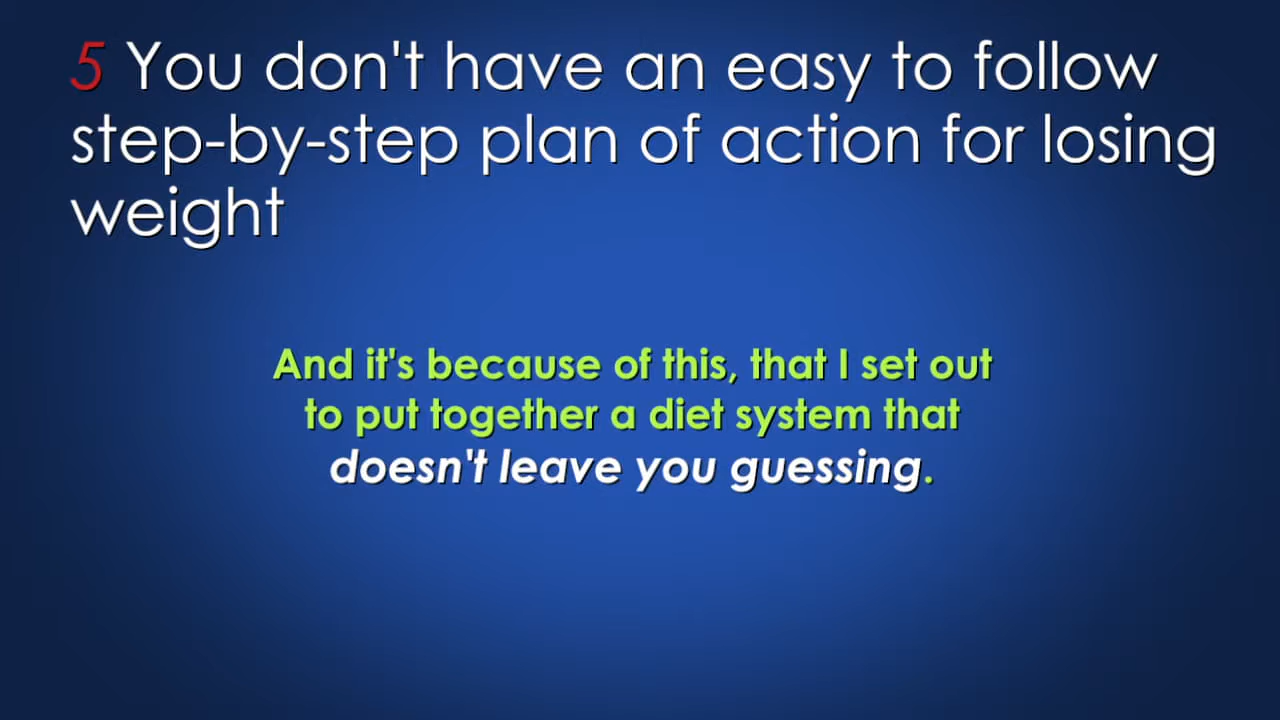 5 You don't have an easy to follow
step-by-step plan of action for losing
weight
And it's because of this, that I set out
to put together a diet system that
doesn't leave you guessing.